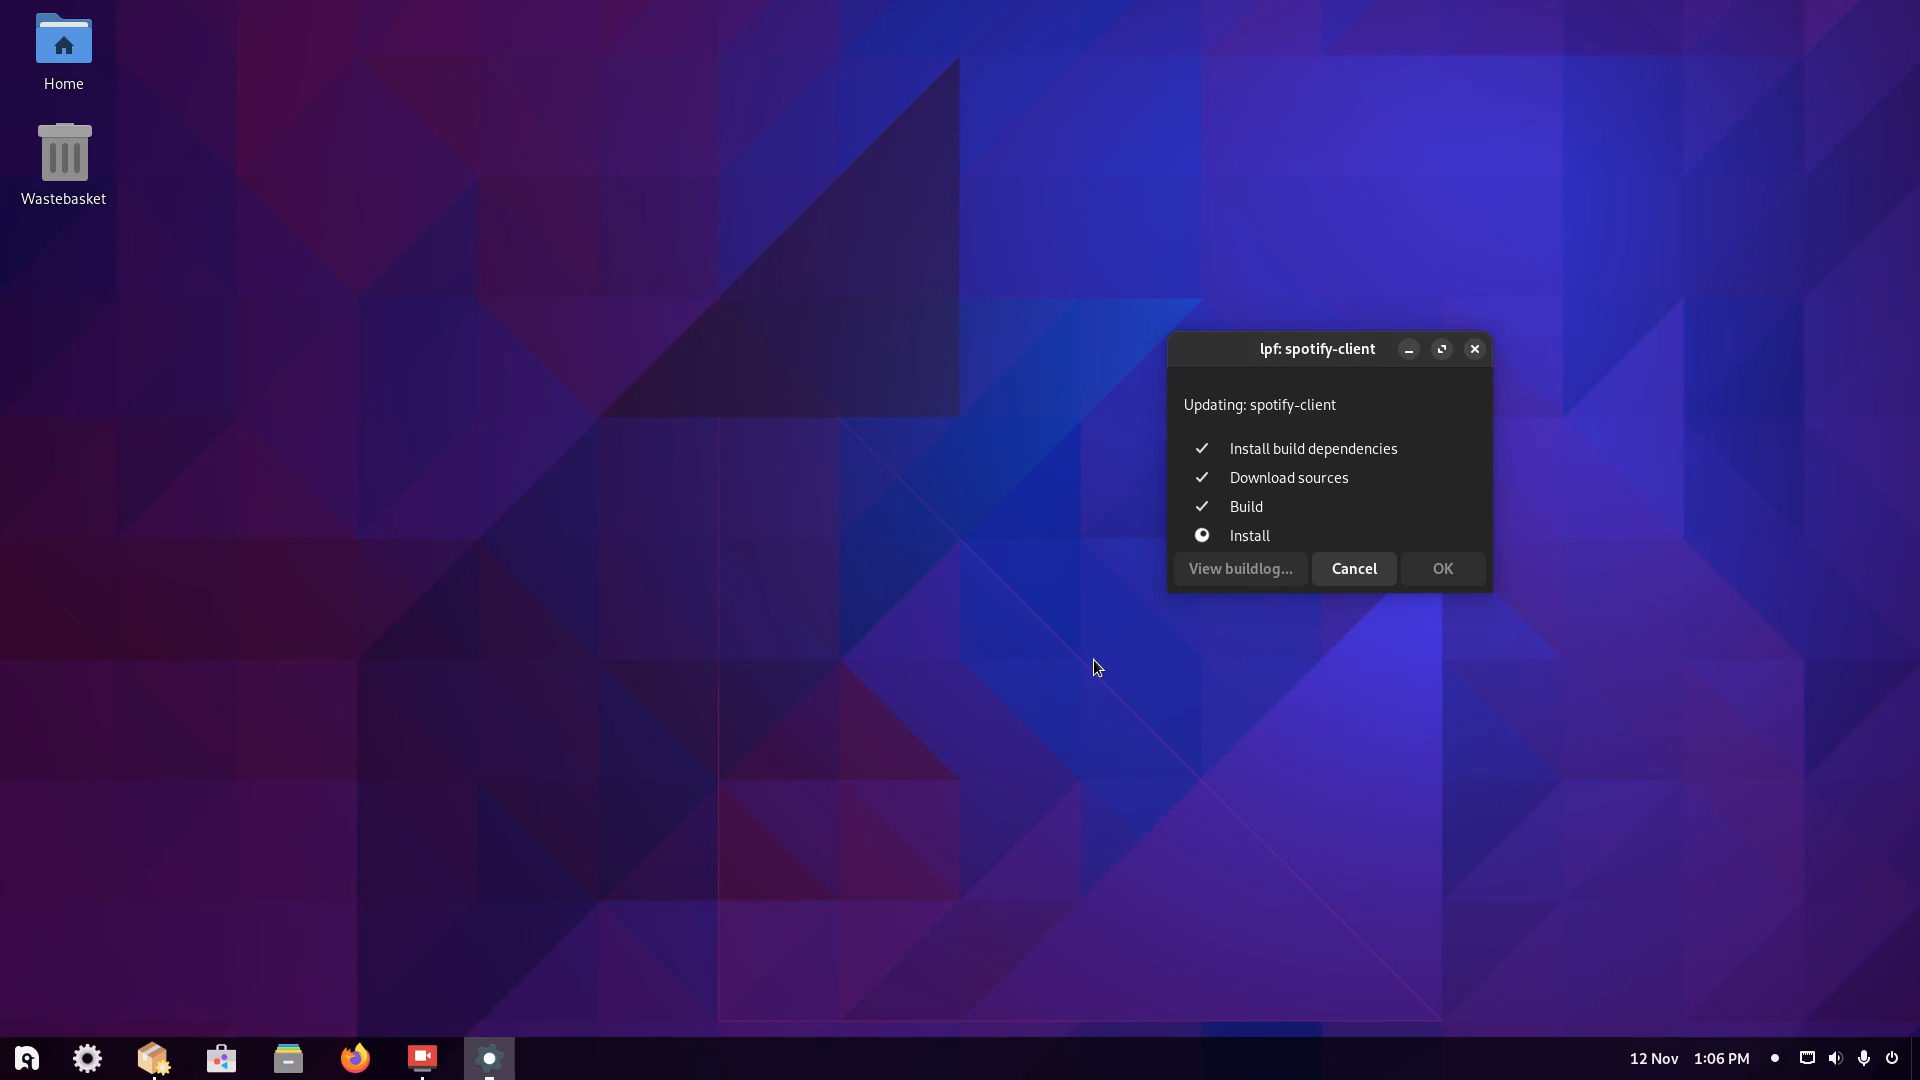 Home
Wastebasket
lpf: spotify-client
Updating: spotify-client
Install build dependencies
Download sources
Build
Install
View buildlog...
Cancel
OK
12 Nov
1:06 PM